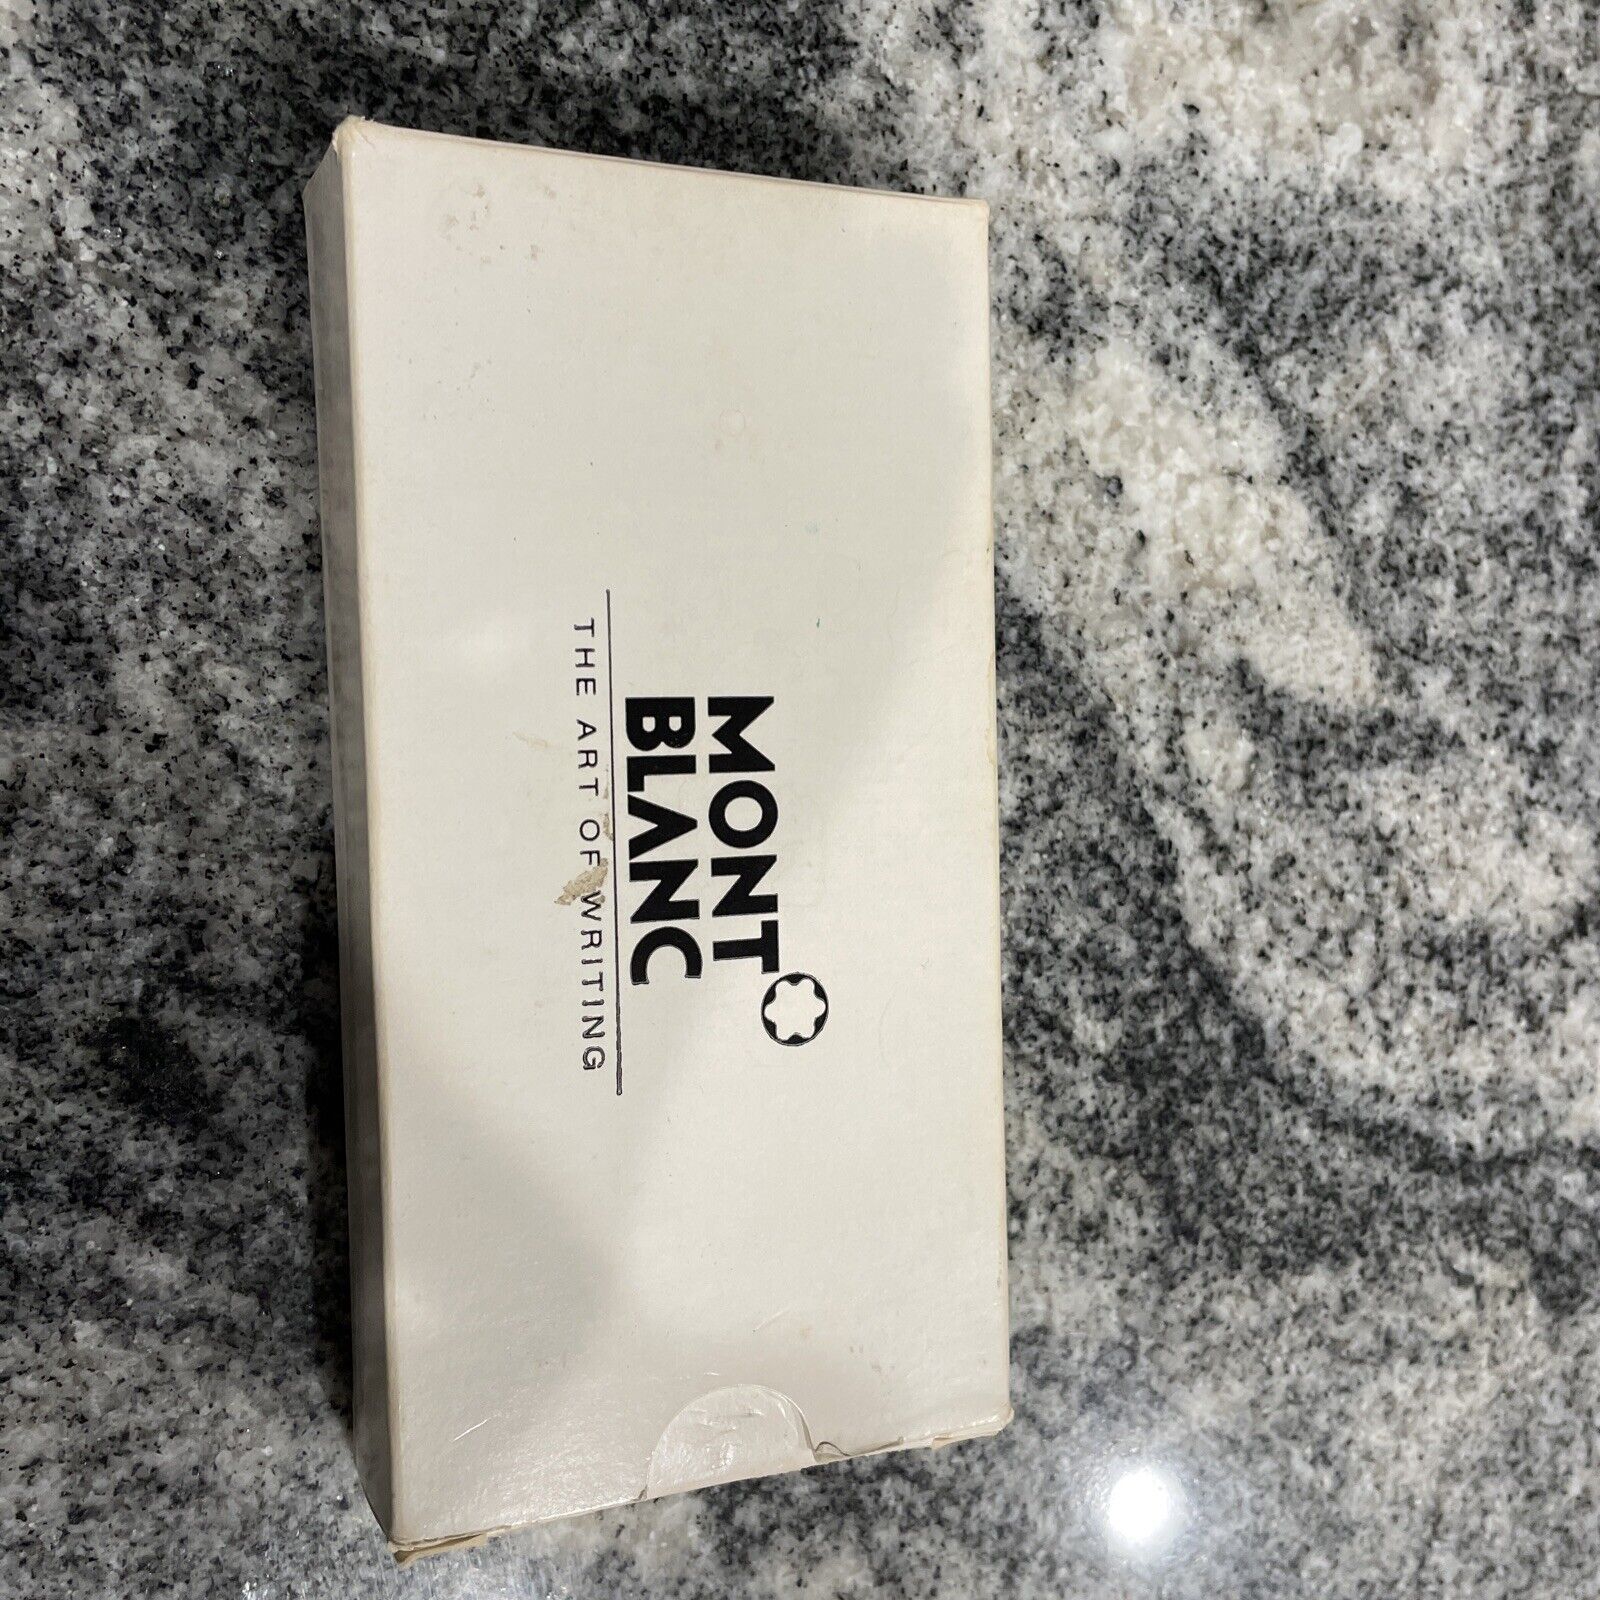 MONT
BLANC
THE ART OF WRITING